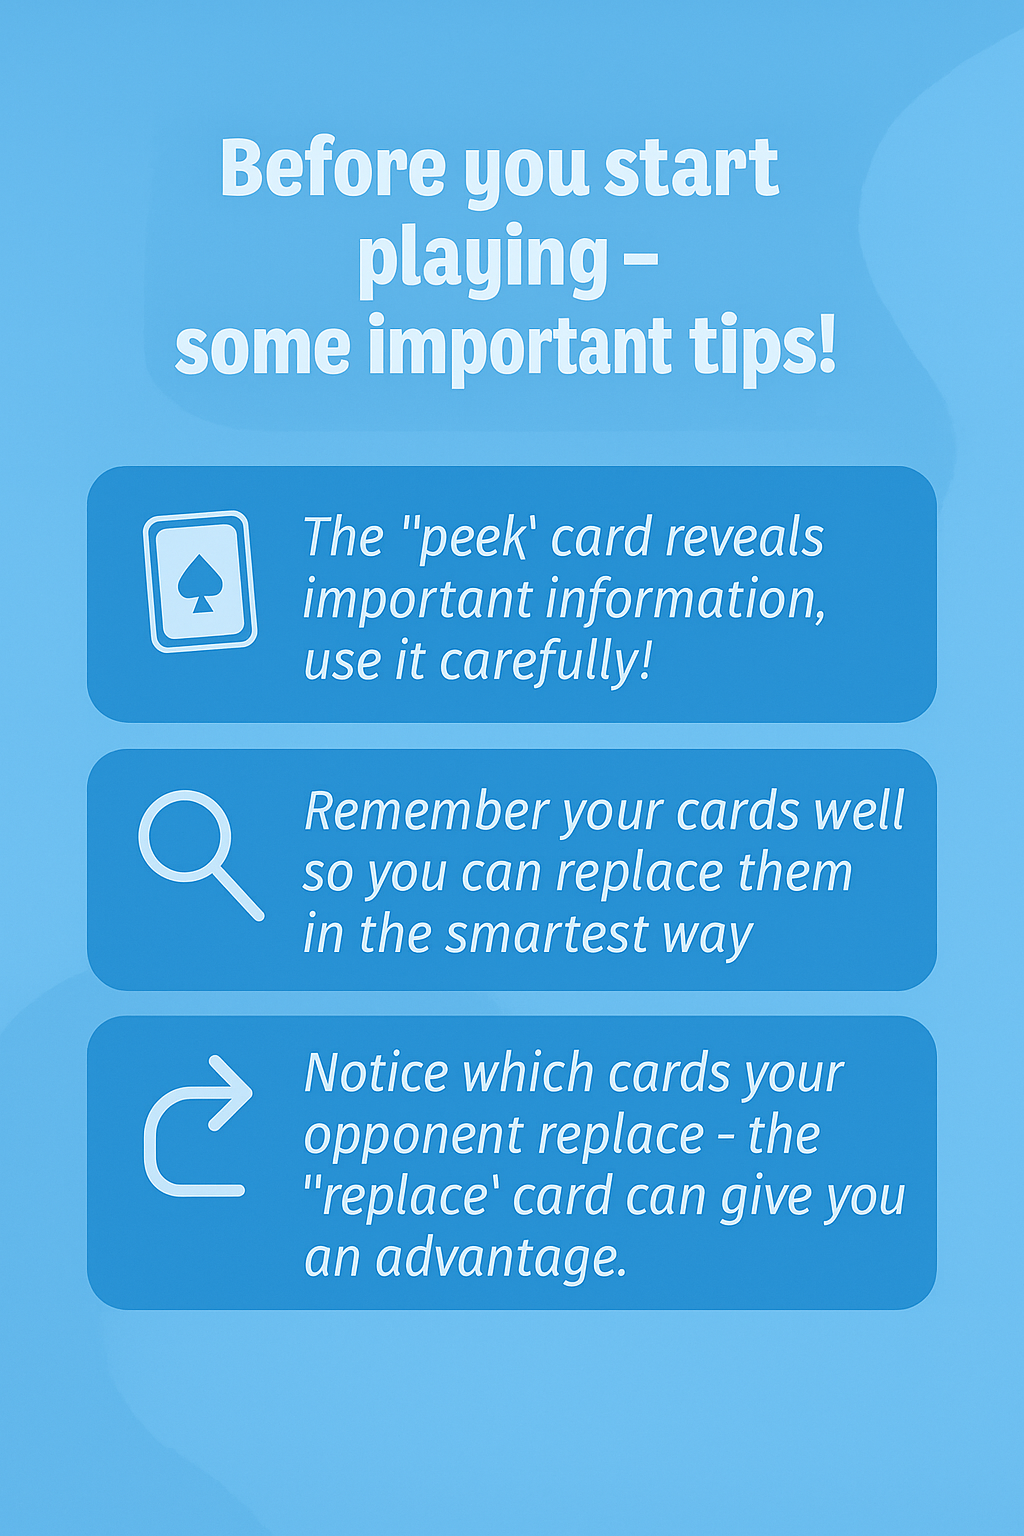 Before you start
playing –
some important tips!
The "peek' card reveals
important information,
use it carefully!
Remember your cards well
so you can replace them
in the smartest way
Notice which cards your
opponent replace - the
"replace' card can give you
an advantage.